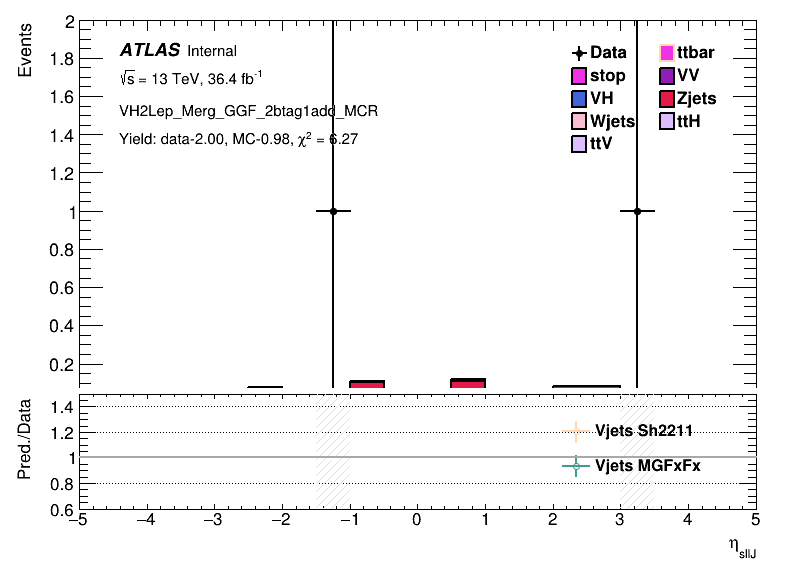 Events
2
1.8
1.6
1.4
1.2
1
0.8
0.6
0.4
0.2
ATLAS Internal
√s = 13 TeV, 36.4 fb⁻¹
VH2Lep_Merg_GGF_2btag1add_MCR
Yield: data-2.00, MC-0.98, χ² = 6.27
Data
ttbar
stop
VV
VH
Zjets
Wjets
ttH
ttV
Pred./Data
1.4
1.2
1
0.8
0.6
Vjets Sh2211
Vjets MGFxFx
−5 −4 −3 −2 −1 0 1 2 3 4 5
η_sllJ